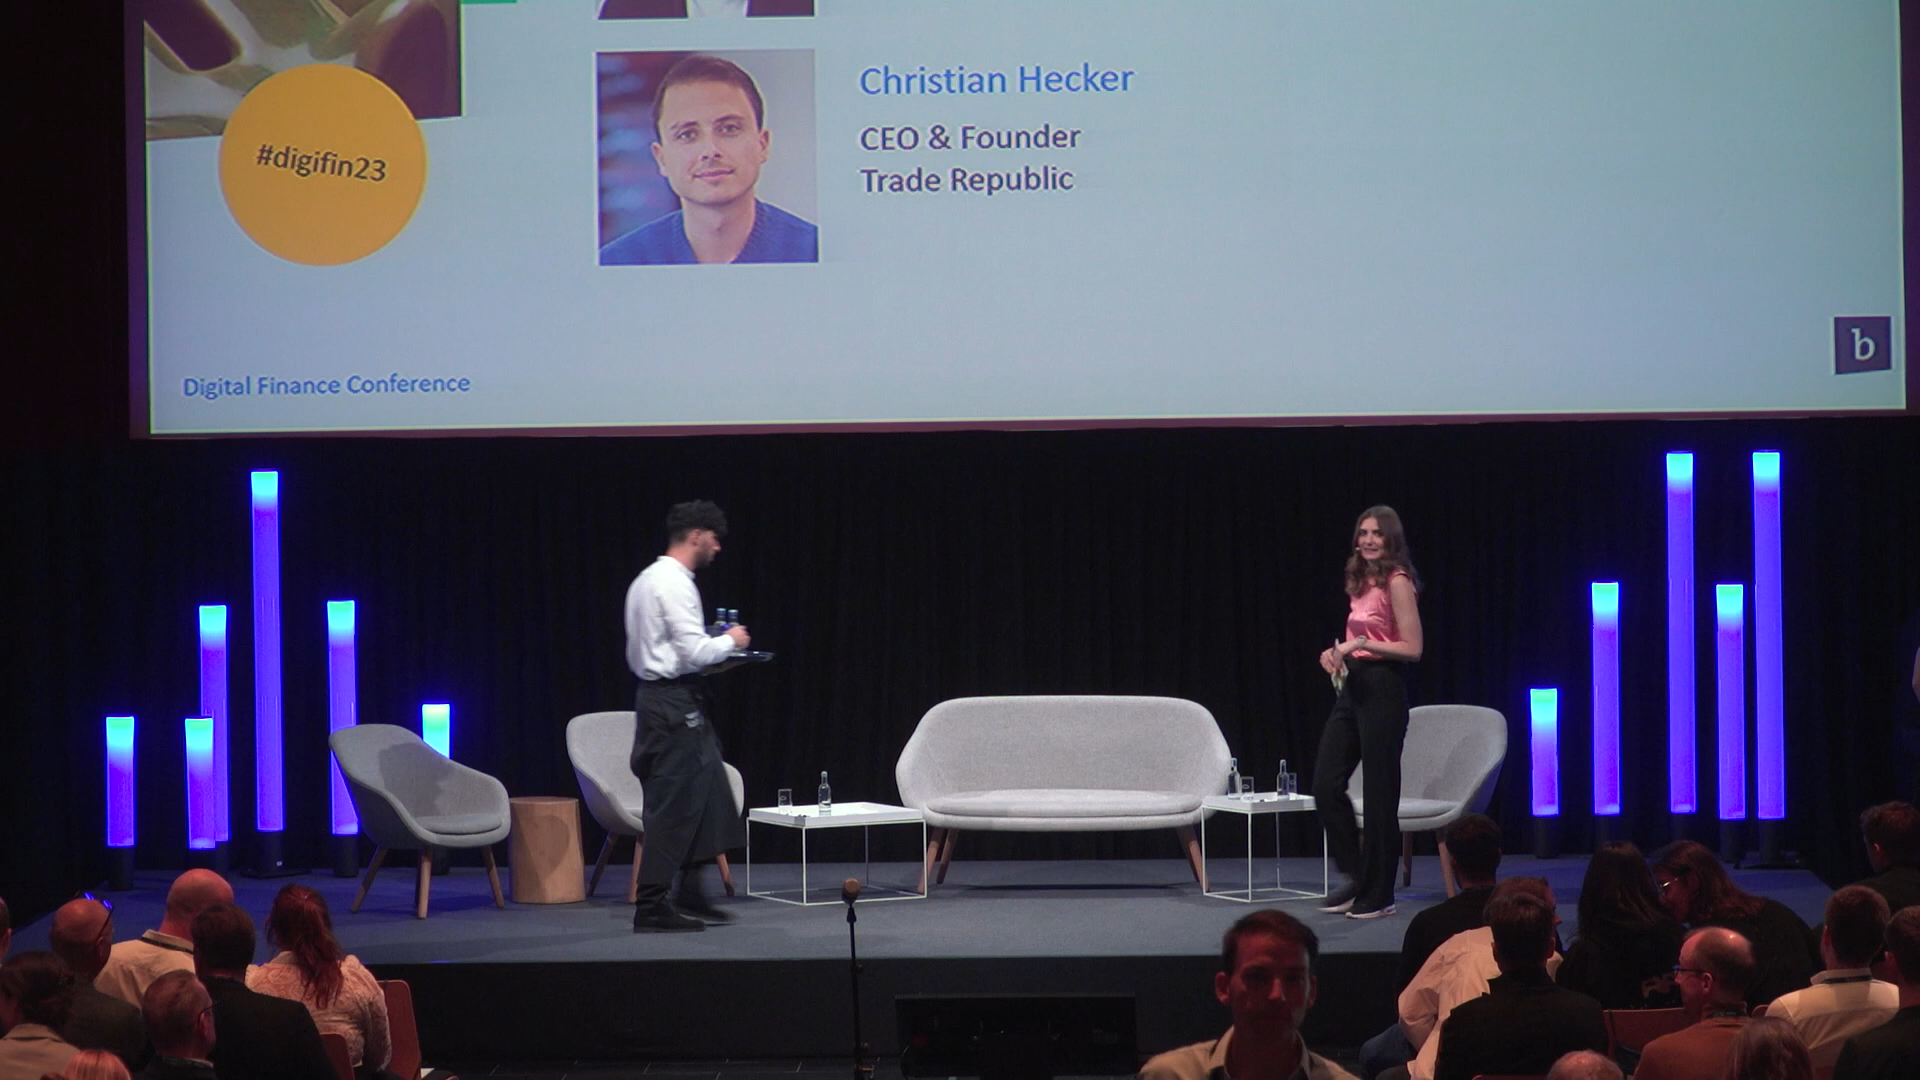 #digifin23
Christian Hecker
CEO & Founder
Trade Republic
Digital Finance Conference
b